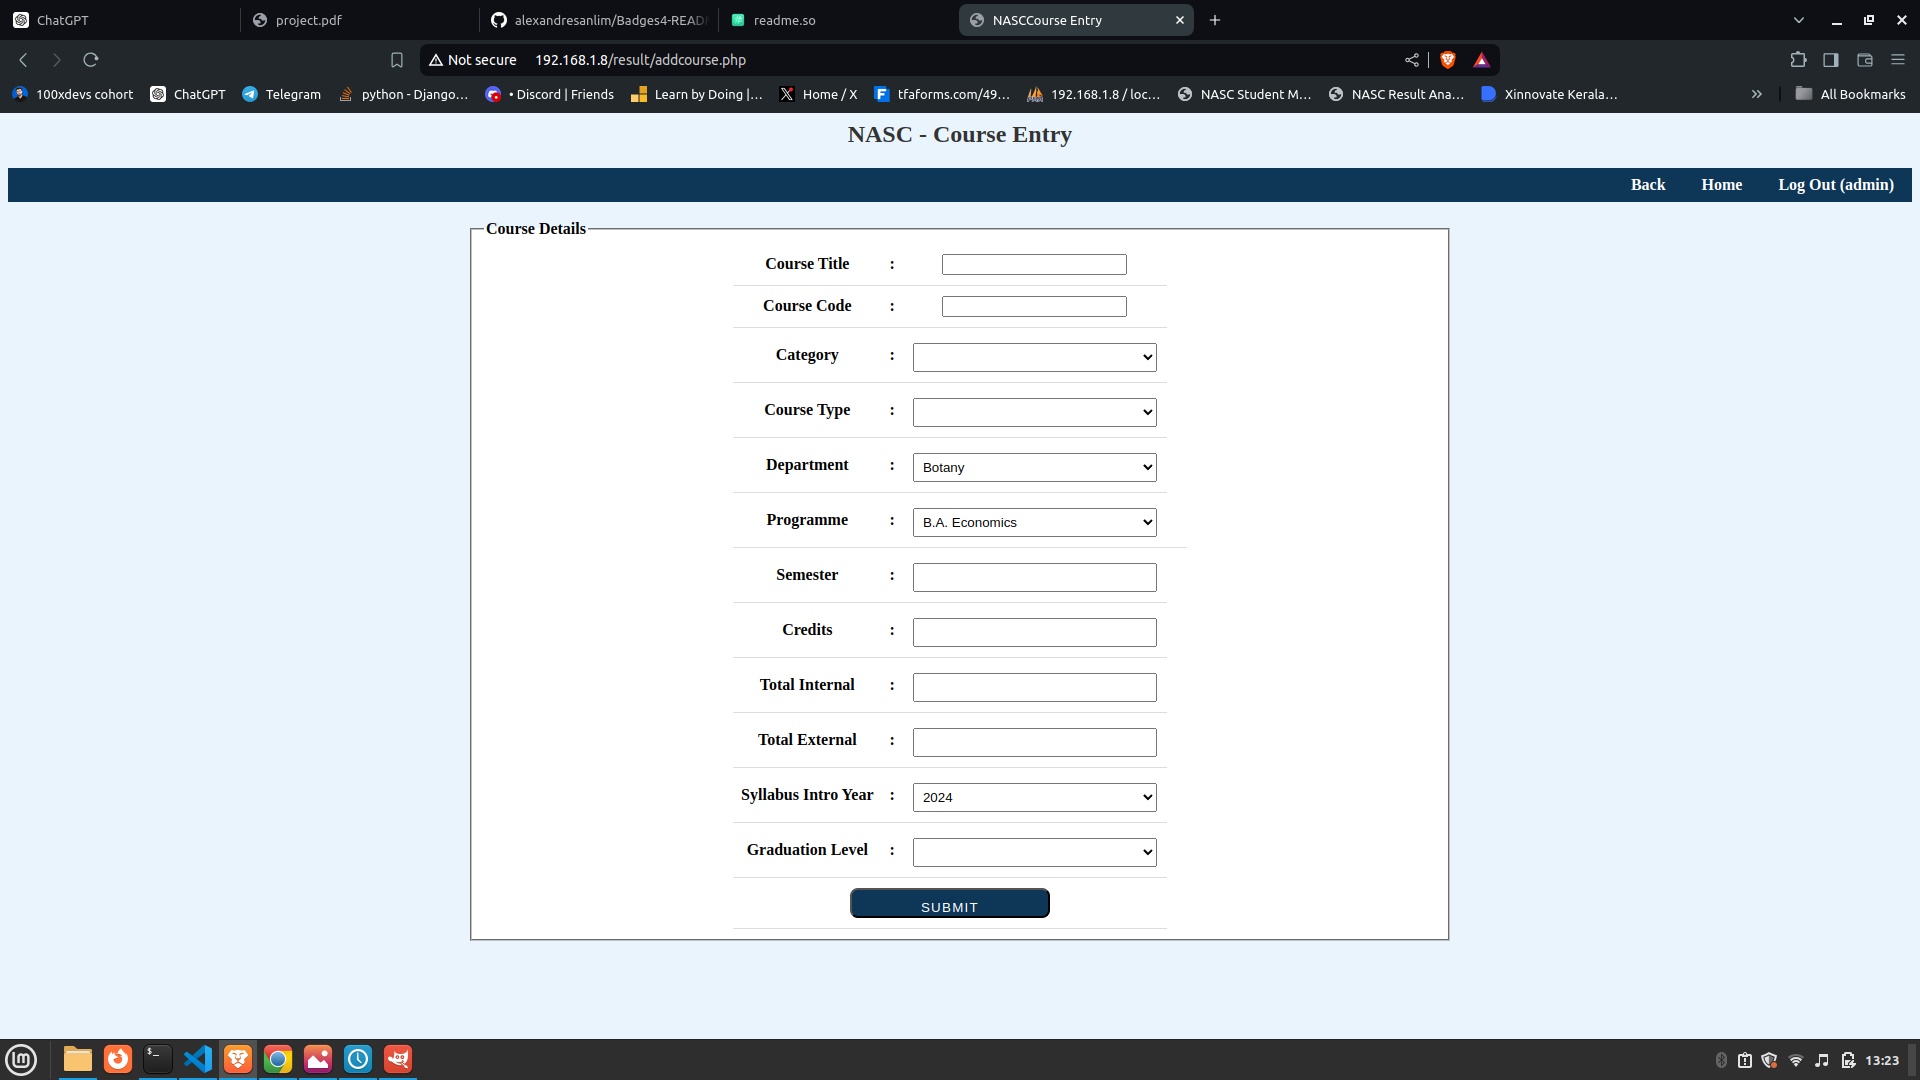 ChatGPT
project.pdf
alexandresanlim/Badges4-READ
readme.so
NASCCourse Entry
Not secure 192.168.1.8/result/addcourse.php
100xdevs cohort
ChatGPT
Telegram
python - Django...
• Discord | Friends
Learn by Doing |...
Home / X
tfaforms.com/49...
192.168.1.8 / loc...
NASC Student M...
NASC Result Ana...
Xinnovate Kerala...
All Bookmarks
NASC - Course Entry
Back
Home
Log Out (admin)
Course Details
Course Title :
Course Code :
Category :
Course Type :
Department : Botany
Programme : B.A. Economics
Semester :
Credits :
Total Internal :
Total External :
Syllabus Intro Year : 2024
Graduation Level :
SUBMIT
13:23